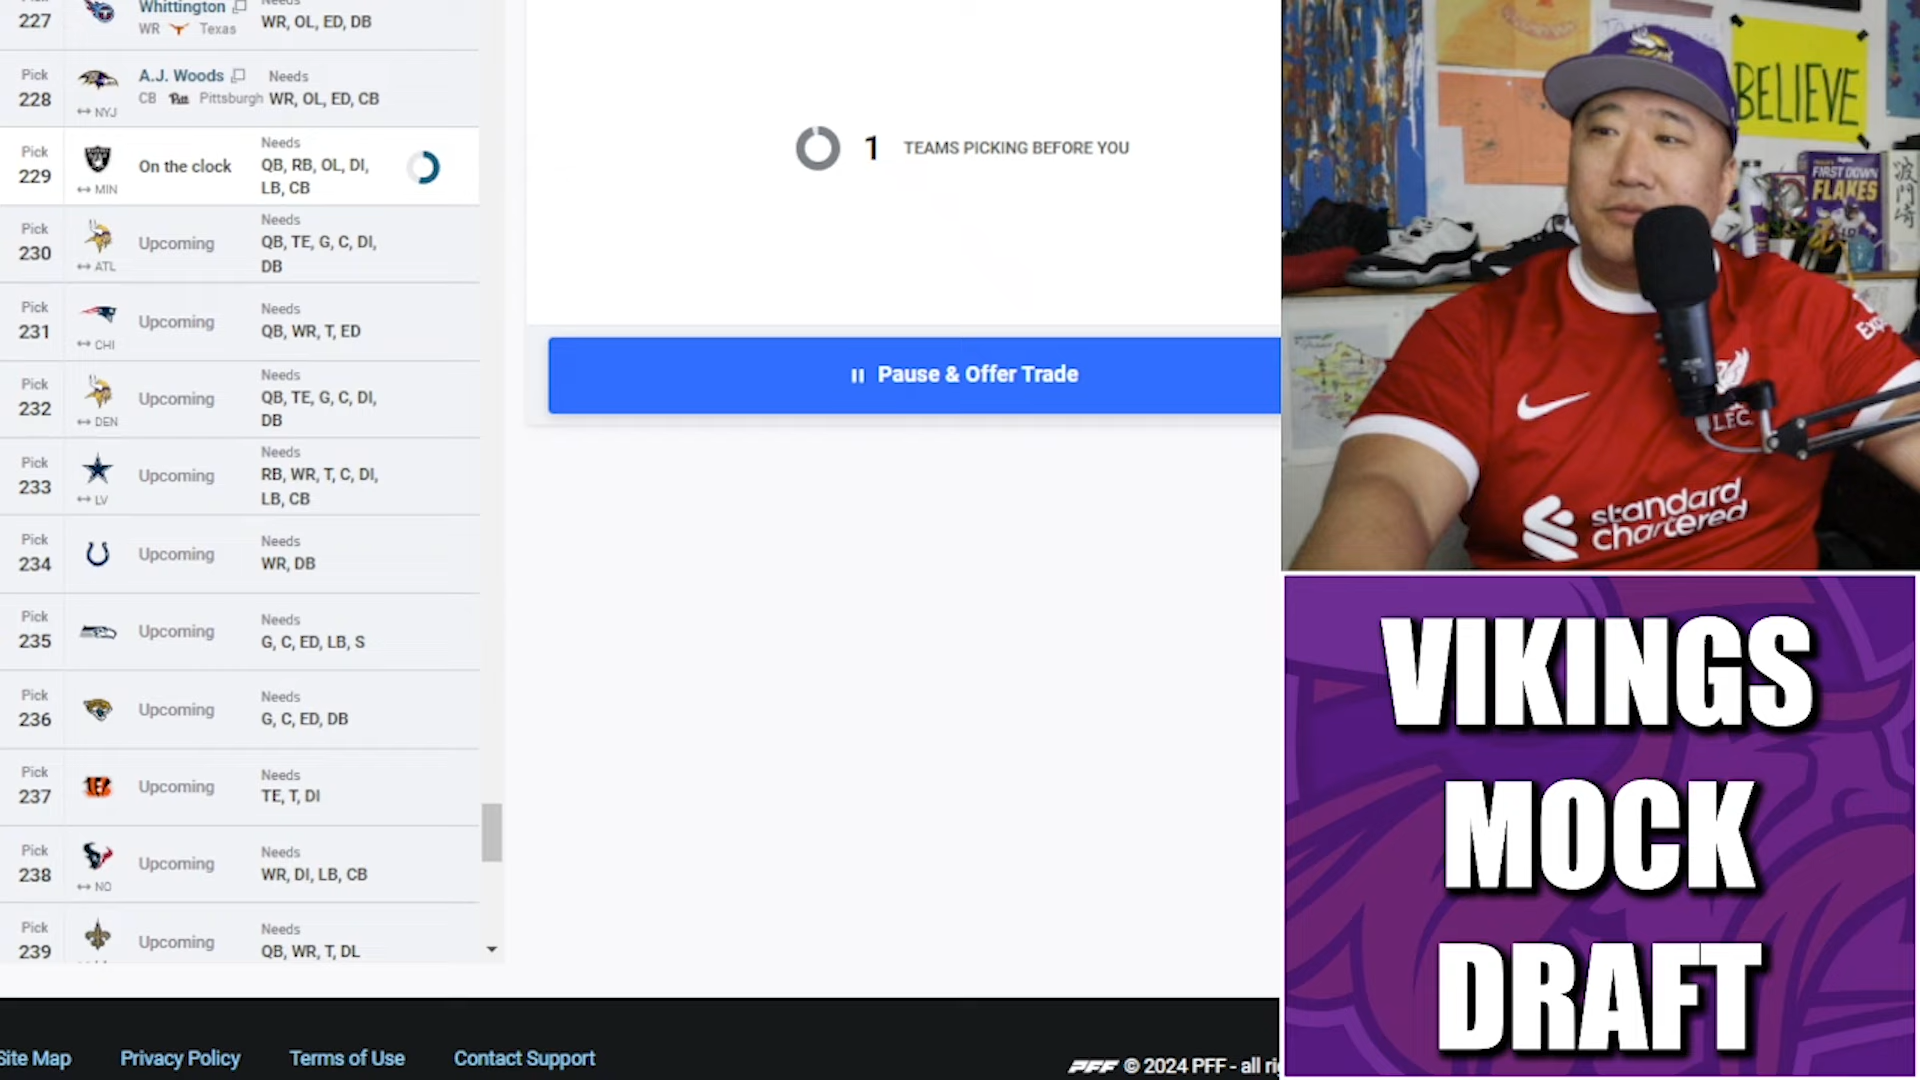 Pick
227
Whittington
WR Texas
WR, OL, ED, DB
Pick
228
NYJ
A.J. Woods
CB Pitt Pittsburgh
Needs
WR, OL, ED, CB
Pick
229
MIN
On the clock
Needs
QB, RB, OL, DI,
LB, CB
Pick
230
ATL
Upcoming
Needs
QB, TE, G, C, DI,
DB
Pick
231
CHI
Upcoming
Needs
QB, WR, T, ED
Pick
232
DEN
Upcoming
Needs
QB, TE, G, C, DI,
DB
Pick
233
LV
Upcoming
Needs
RB, WR, T, C, DI,
LB, CB
Pick
234
Upcoming
Needs
WR, DB
Pick
235
Upcoming
Needs
G, C, ED, LB, S
Pick
236
Upcoming
Needs
G, C, ED, DB
Pick
237
Upcoming
Needs
TE, T, DI
Pick
238
NO
Upcoming
Needs
WR, DI, LB, CB
Pick
239
Upcoming
Needs
QB, WR, T, DL
1 TEAMS PICKING BEFORE YOU
Pause & Offer Trade
Site Map Privacy Policy Terms of Use Contact Support
PFF © 2024 PFF - all ri
BELIEVE
FIRST DOWN
FLAKES
L.F.C.
standard
chartered
VIKINGS
MOCK
DRAFT